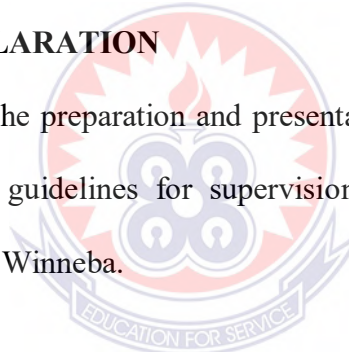 LARATION
he preparation and presenta
guidelines for supervision
Winneba.
EDUCATION FOR SERVICE